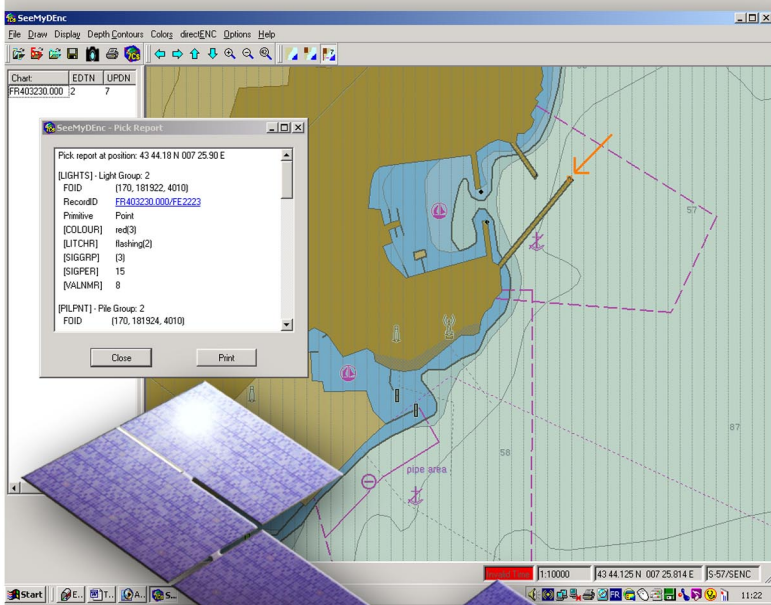 SeeMyDEnc
File Draw Display Depth Contours Colors directENC Options Help
7Cs
Chart: EDTN UPDN
FR403230.000 2 7
SeeMyDEnc - Pick Report
Pick report at position: 43 44.18 N 007 25.90 E
[LIGHTS] - Light Group: 2
FOID (170, 181922, 4010)
RecordID FR403230.000/FE2223
Primitive Point
[COLOUR] red(3)
[LITCHR] flashing(2)
[SIGGRP] (3)
[SIGPER] 15
[VALNMR] 8
[PILPNT] - Pile Group: 2
FOID (170, 181924, 4010)
Close Print
57
87
58
pipe area
1:10000 43 44.125 N 007 25.814 E S-57/SENC
Start E.. T.. A.. S... FR 11:22